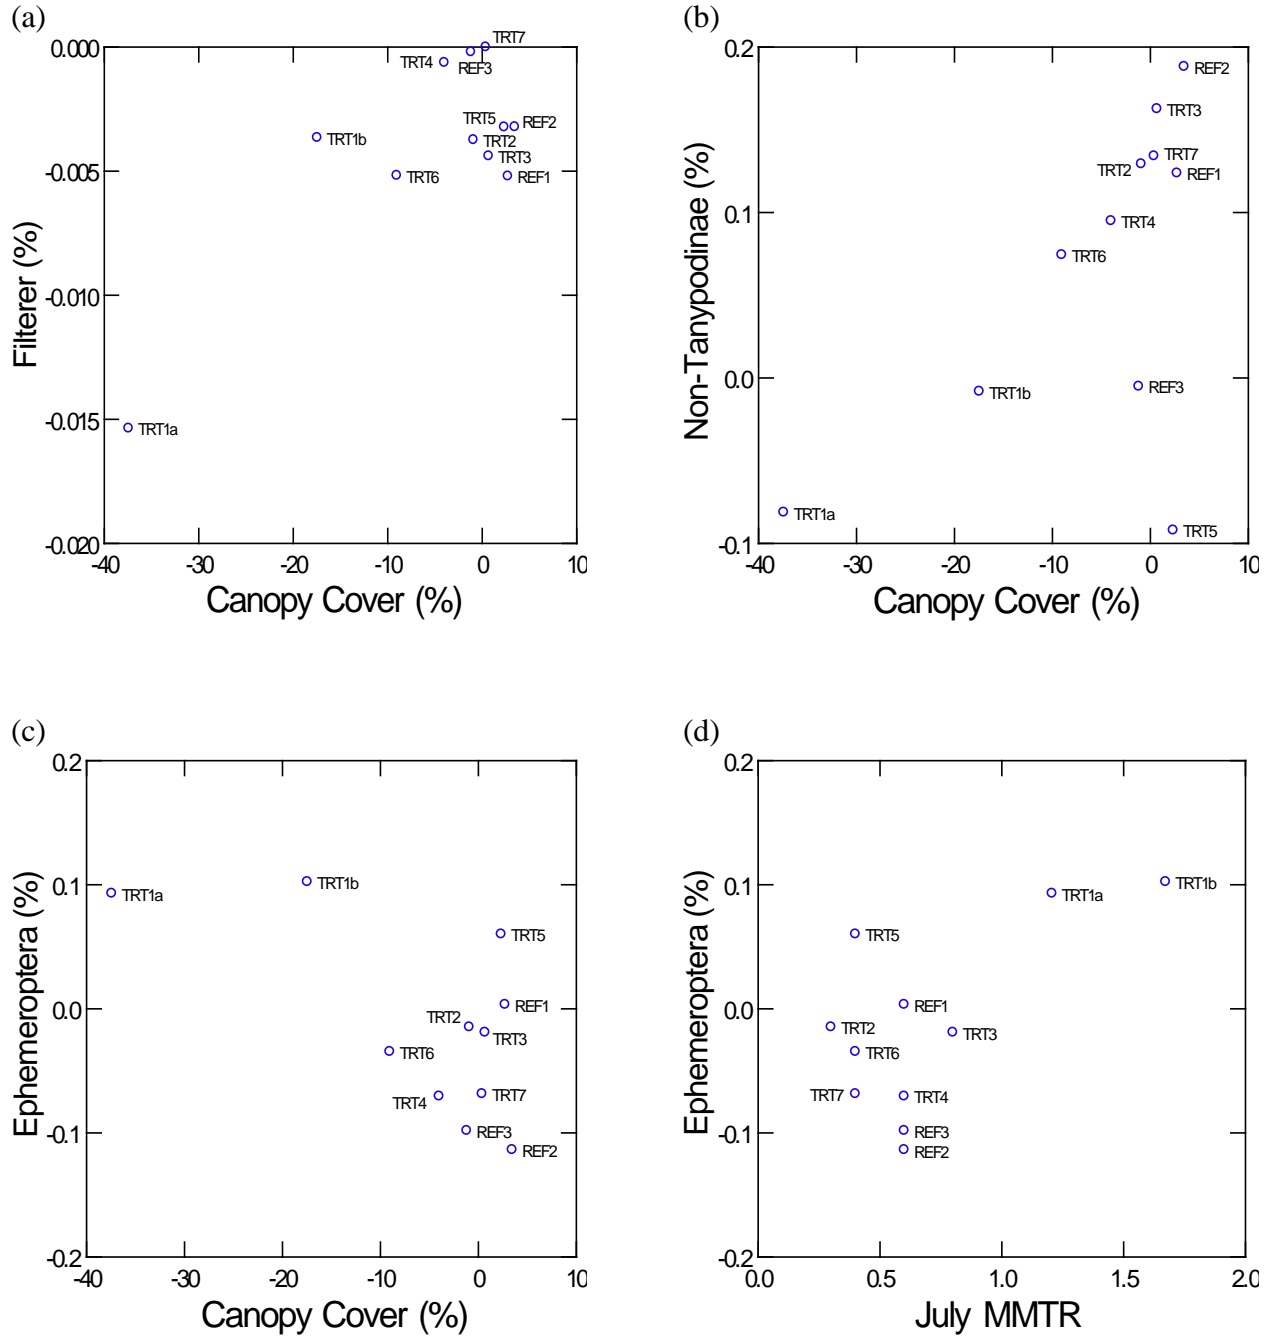 (a)
0.000
-0.005
-0.010
-0.015
-0.020
Filterer (%)
TRT7
TRT4
REF3
TRT5
REF2
TRT1b
TRT2
TRT3
TRT6
REF1
TRT1a
-40 -30 -20 -10 0 10
Canopy Cover (%)
(b)
0.2
0.1
0.0
-0.1
Non-Tanypodinae (%)
REF2
TRT3
TRT7
TRT2
REF1
TRT4
TRT6
REF3
TRT1b
TRT1a
TRT5
-40 -30 -20 -10 0 10
Canopy Cover (%)
(c)
0.2
0.1
0.0
-0.1
-0.2
Ephemeroptera (%)
TRT1b
TRT1a
TRT5
REF1
TRT2
TRT3
TRT6
TRT7
TRT4
REF3
REF2
-40 -30 -20 -10 0 10
Canopy Cover (%)
(d)
0.2
0.1
0.0
-0.1
-0.2
Ephemeroptera (%)
TRT1b
TRT1a
TRT5
REF1
TRT2
TRT3
TRT6
TRT7
TRT4
REF3
REF2
0.0 0.5 1.0 1.5 2.0
July MMTR